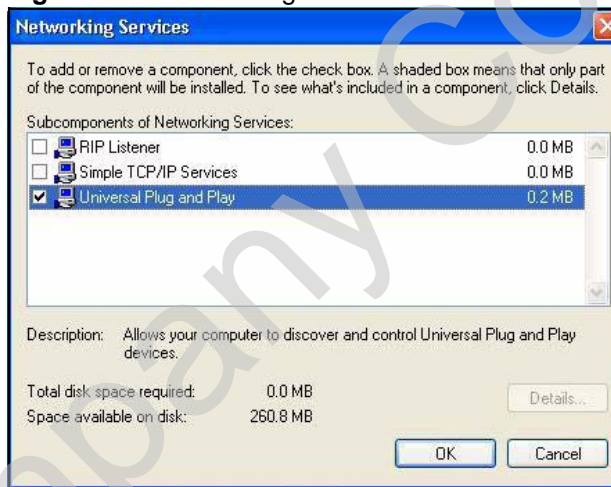 Networking Services
To add or remove a component, click the check box. A shaded box means that only part
of the component will be installed. To see what's included in a component, click Details.
Subcomponents of Networking Services:
RIP Listener 0.0 MB
Simple TCP/IP Services 0.0 MB
Universal Plug and Play 0.2 MB
Description: Allows your computer to discover and control Universal Plug and Play
devices.
Total disk space required: 0.0 MB
Details...
Space available on disk: 260.8 MB
OK Cancel